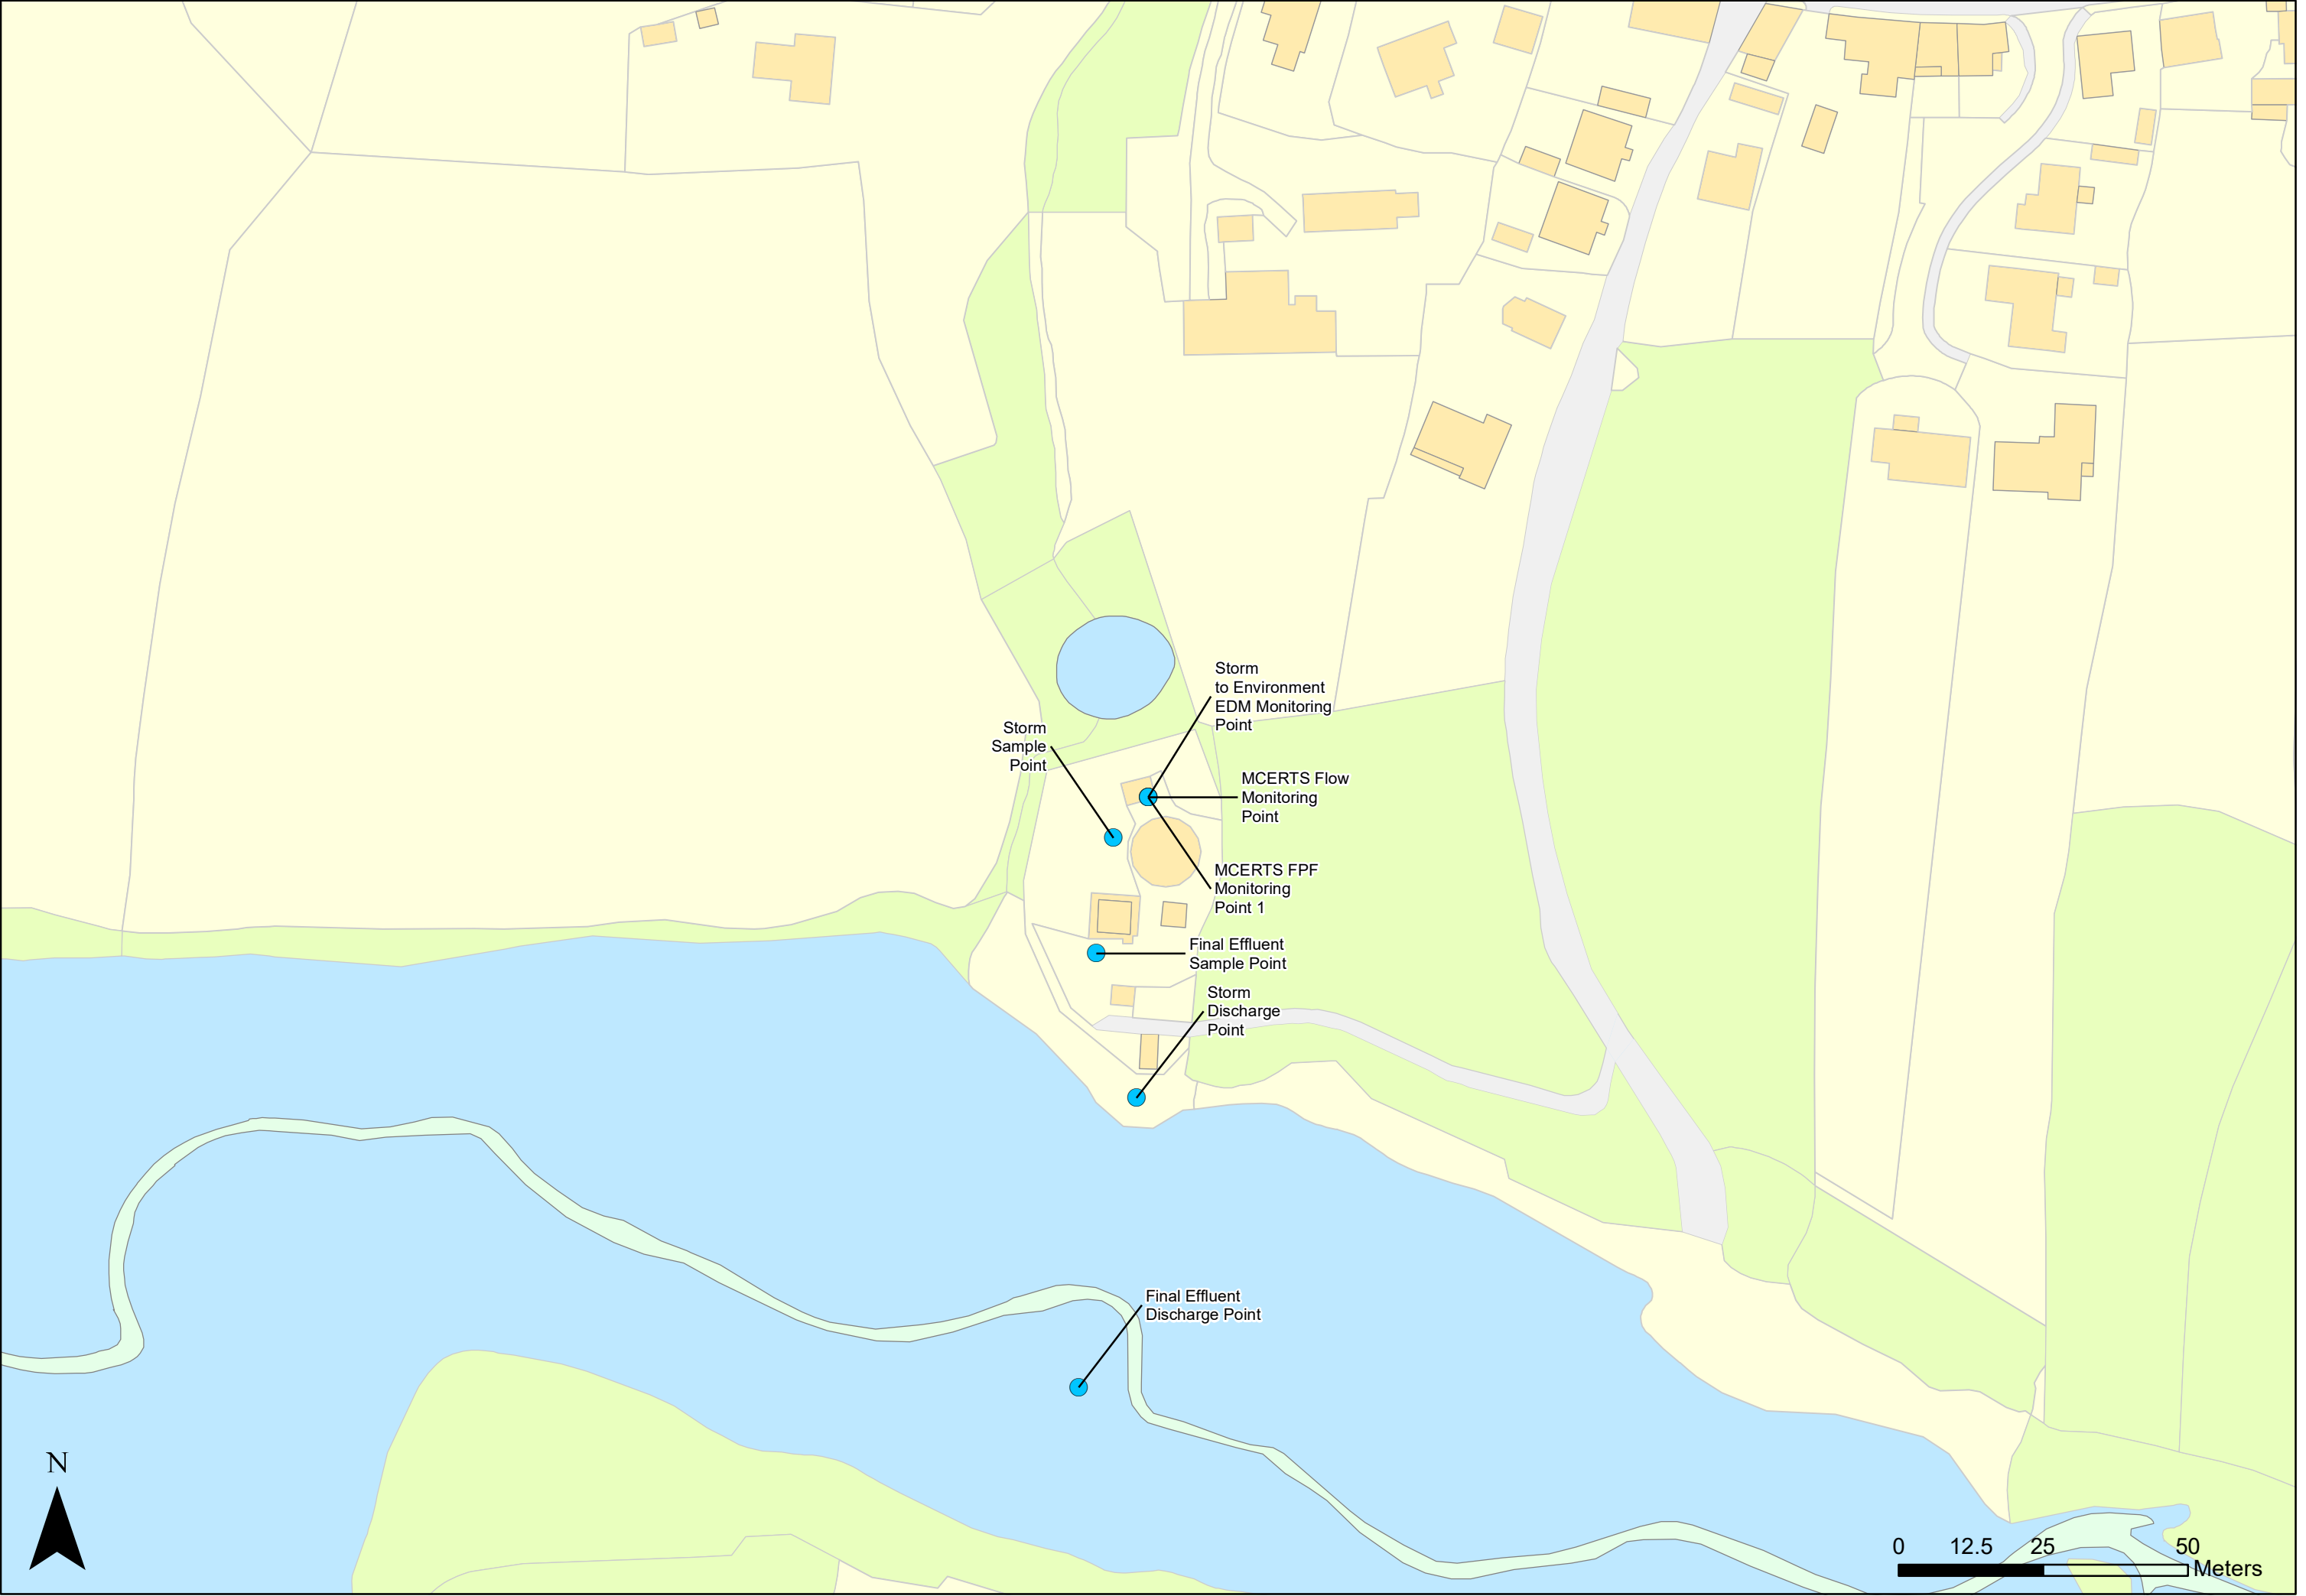 Storm
to Environment
EDM Monitoring
Point
Storm
Sample
Point
MCERTS Flow
Monitoring
Point
MCERTS FPF
Monitoring
Point 1
Final Effluent
Sample Point
Storm
Discharge
Point
Final Effluent
Discharge Point
N
0 12.5 25 50
Meters